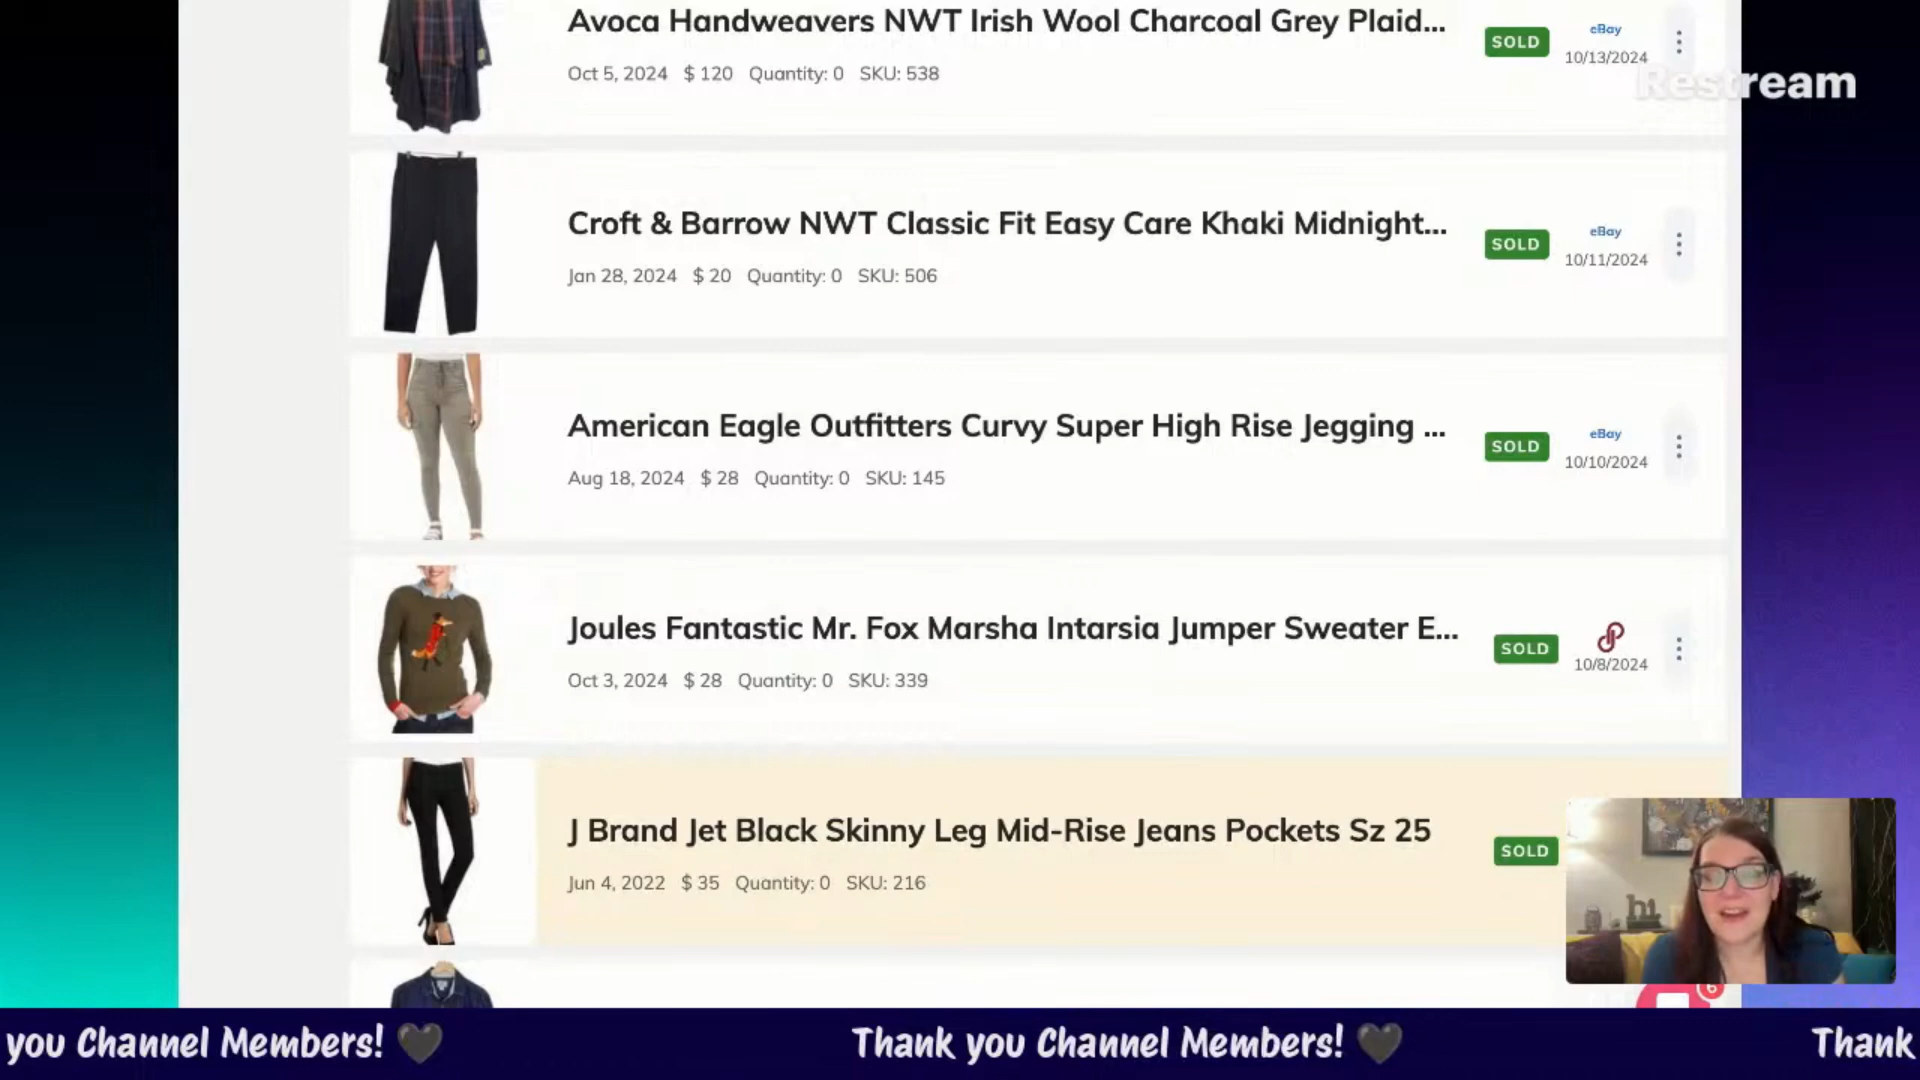 Avoca Handweavers NWT Irish Wool Charcoal Grey Plaid...
Oct 5, 2024 $ 120 Quantity: 0 SKU: 538
SOLD
eBay
10/13/2024
Restream
Croft & Barrow NWT Classic Fit Easy Care Khaki Midnight...
Jan 28, 2024 $ 20 Quantity: 0 SKU: 506
SOLD
eBay
10/11/2024
American Eagle Outfitters Curvy Super High Rise Jegging ...
Aug 18, 2024 $ 28 Quantity: 0 SKU: 145
SOLD
eBay
10/10/2024
Joules Fantastic Mr. Fox Marsha Intarsia Jumper Sweater E...
Oct 3, 2024 $ 28 Quantity: 0 SKU: 339
SOLD
10/8/2024
J Brand Jet Black Skinny Leg Mid-Rise Jeans Pockets Sz 25
Jun 4, 2022 $ 35 Quantity: 0 SKU: 216
SOLD
hi
you Channel Members! 🖤 Thank you Channel Members! 🖤 Thank